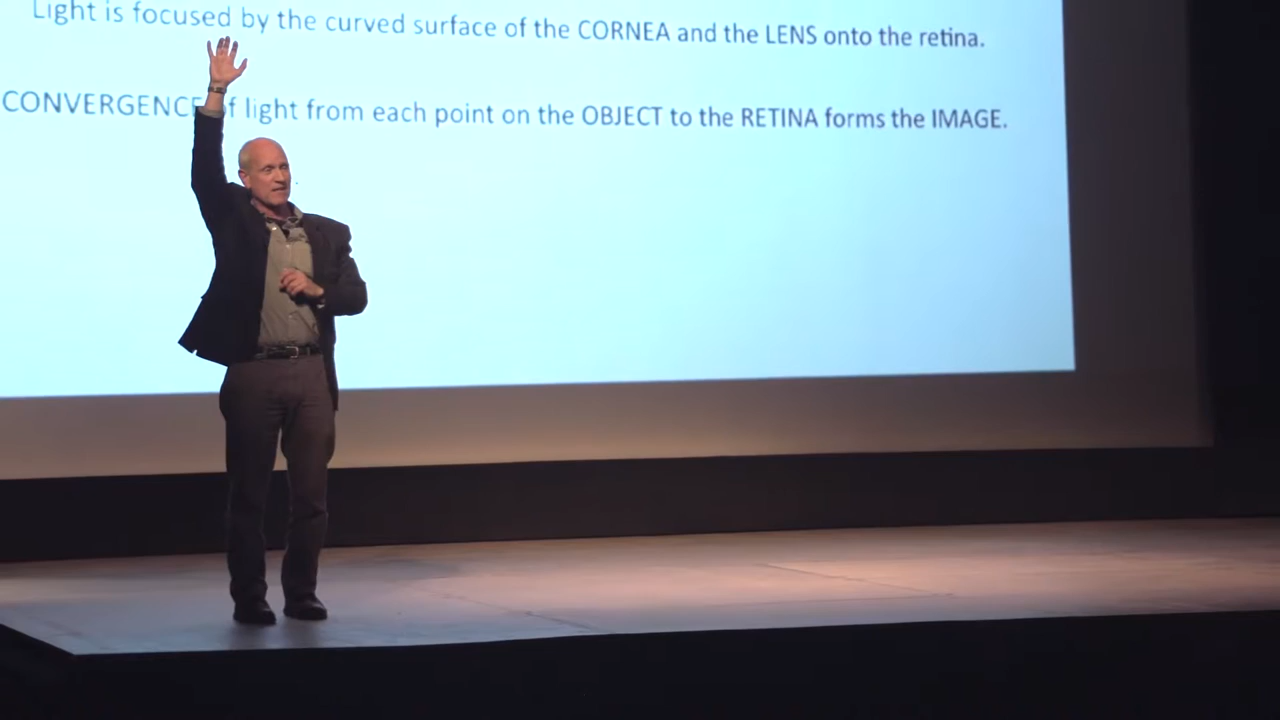 Light is focused by the curved surface of the CORNEA and the LENS onto the retina.
CONVERGENCE of light from each point on the OBJECT to the RETINA forms the IMAGE.